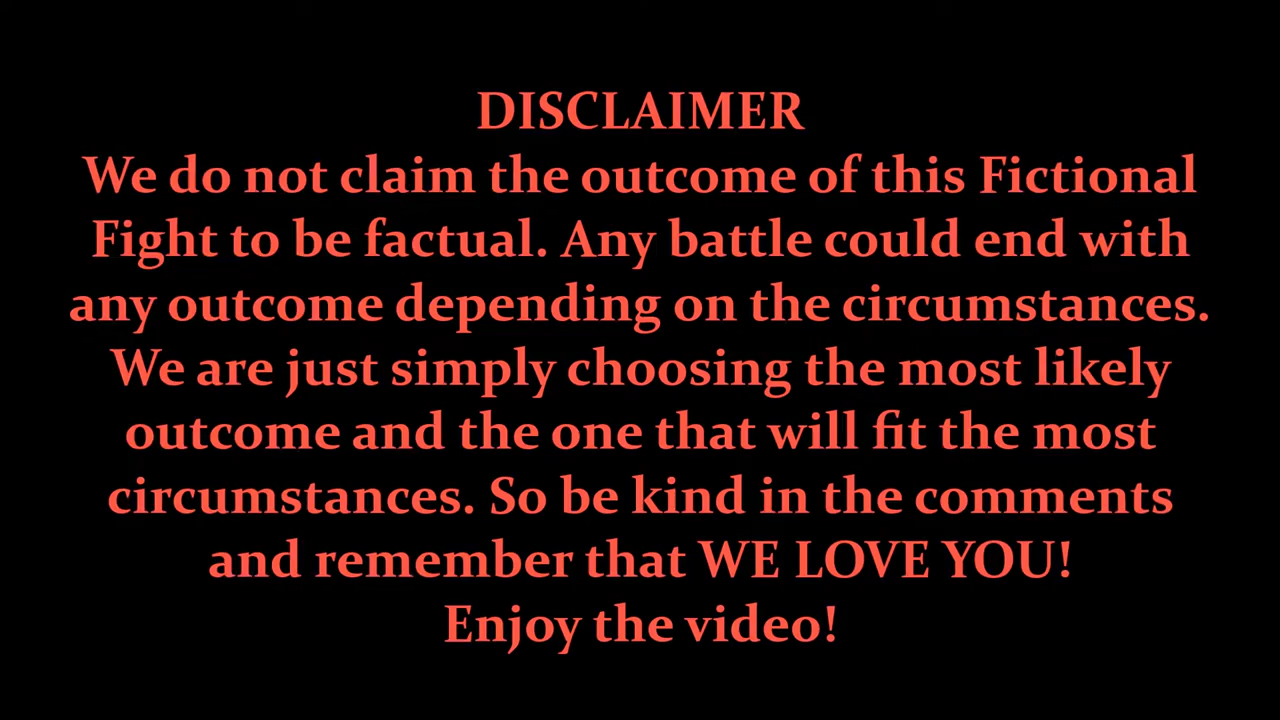 DISCLAIMER
We do not claim the outcome of this Fictional
Fight to be factual. Any battle could end with
any outcome depending on the circumstances.
We are just simply choosing the most likely
outcome and the one that will fit the most
circumstances. So be kind in the comments
and remember that WE LOVE YOU!
Enjoy the video!